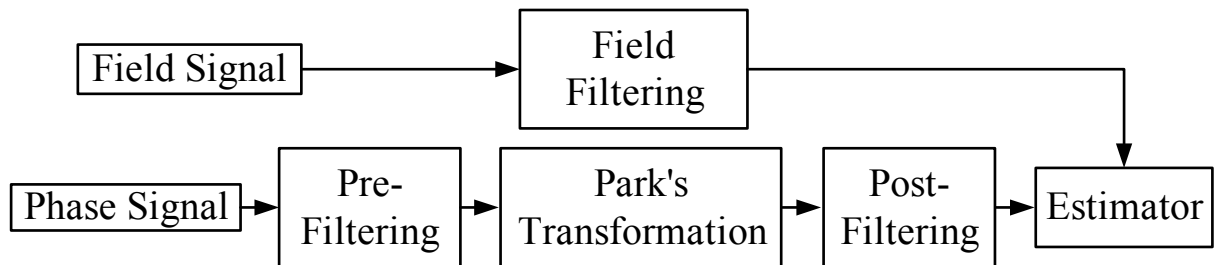 Field Signal
Field
Filtering
Phase Signal
Pre-
Filtering
Park's
Transformation
Post-
Filtering
Estimator